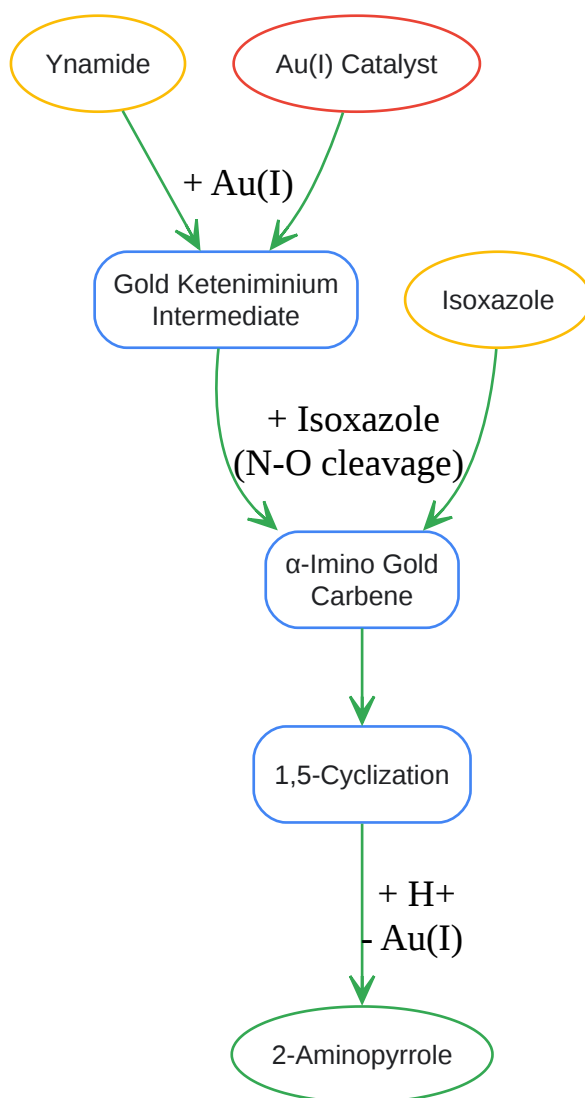 Ynamide
Au(I) Catalyst
+ Au(I)
Gold Keteniminium
Intermediate
Isoxazole
+ Isoxazole
(N-O cleavage)
α-Imino Gold
Carbene
1,5-Cyclization
+ H+
- Au(I)
2-Aminopyrrole